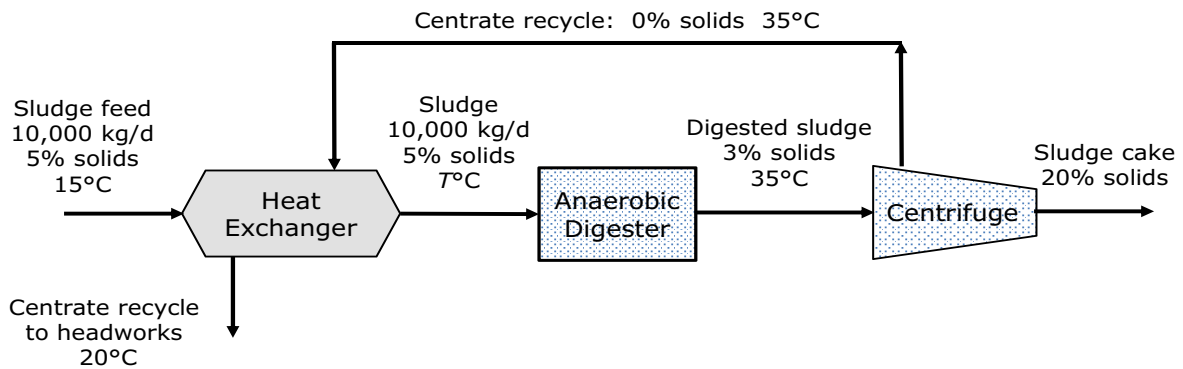 Centrate recycle:  0% solids  35°C
Sludge feed
10,000 kg/d
5% solids
15°C
Heat
Exchanger
Sludge
10,000 kg/d
5% solids
T°C
Anaerobic
Digester
Digested sludge
3% solids
35°C
Centrifuge
Sludge cake
20% solids
Centrate recycle
to headworks
20°C